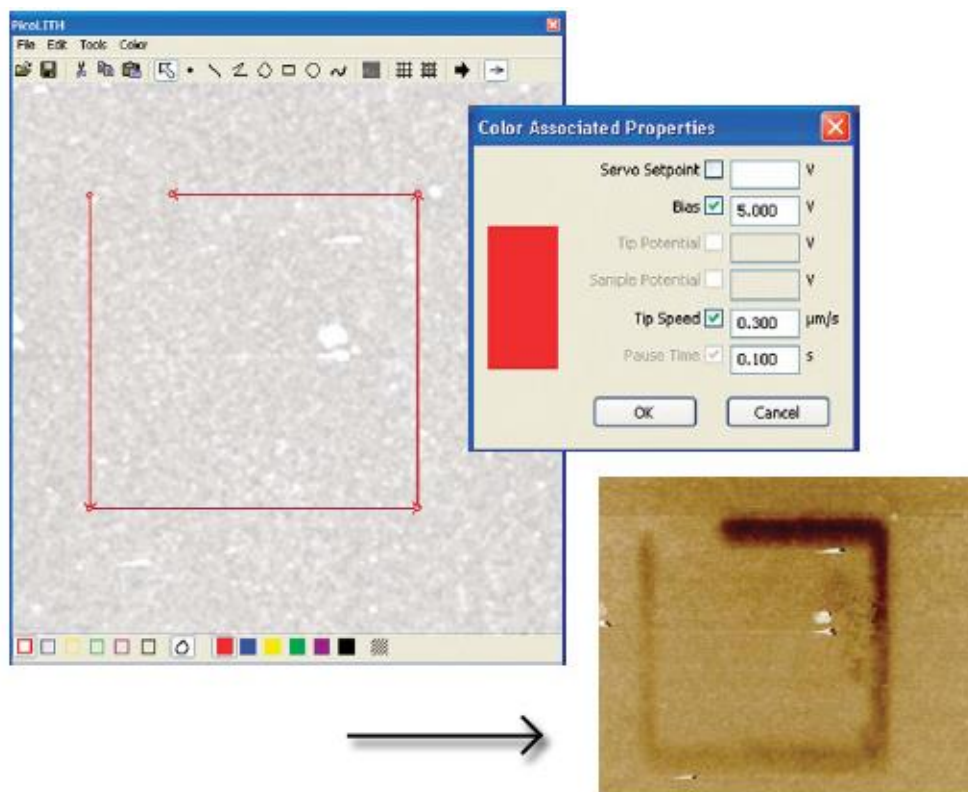 PicoLITH
File Edit Tools Color
Color Associated Properties
Servo Setpoint V
Bias 5.000 V
Tip Potential V
Sample Potential V
Tip Speed 0.300 µm/s
Pause Time 0.100 s
OK Cancel